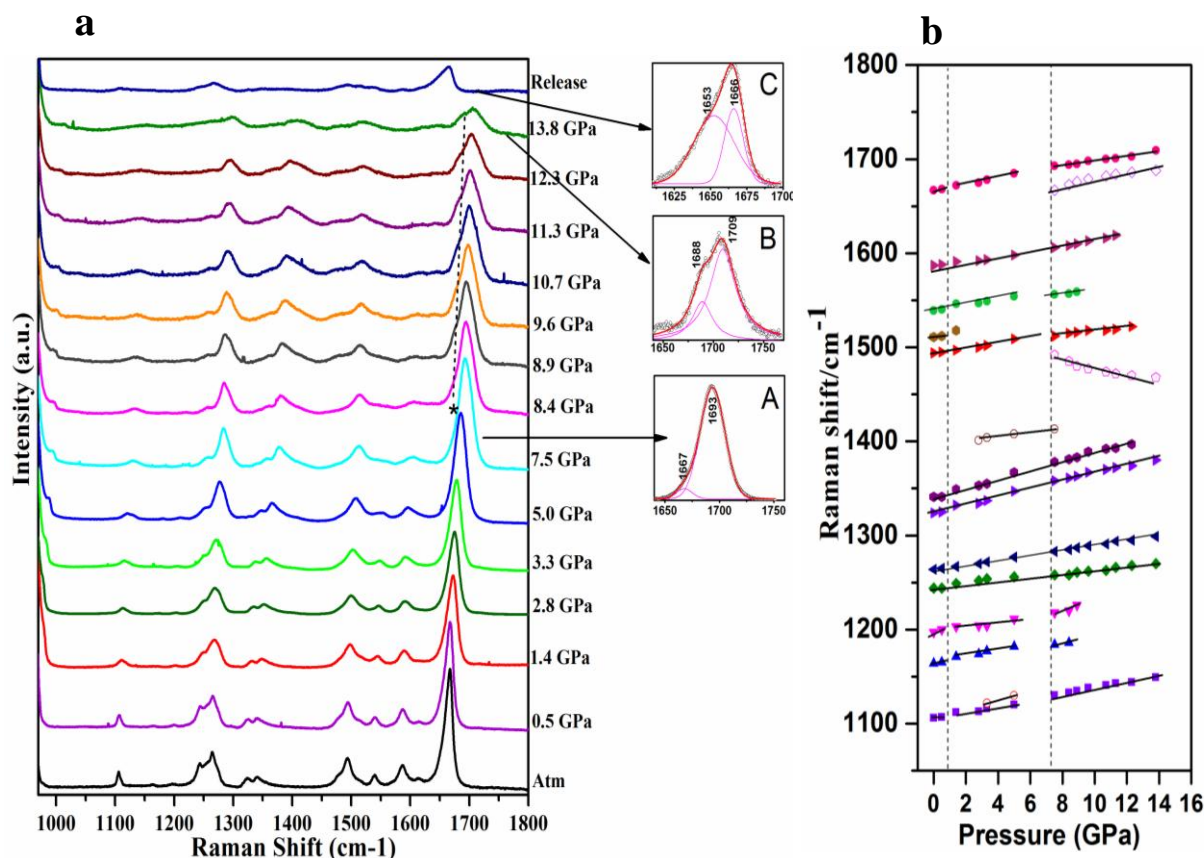 a
Release
13.8 GPa
12.3 GPa
11.3 GPa
10.7 GPa
9.6 GPa
8.9 GPa
8.4 GPa
7.5 GPa
5.0 GPa
3.3 GPa
2.8 GPa
1.4 GPa
0.5 GPa
Atm
*
Intensity (a.u.)
1000 1100 1200 1300 1400 1500 1600 1700 1800
Raman Shift (cm-1)
C
1653
1666
1625 1650 1675 1700
B
1688
1709
1650 1700 1750
A
1667
1693
1650 1700 1750
b
1800
1700
1600
1500
1400
1300
1200
1100
Raman shift/cm-1
0 2 4 6 8 10 12 14 16
Pressure (GPa)